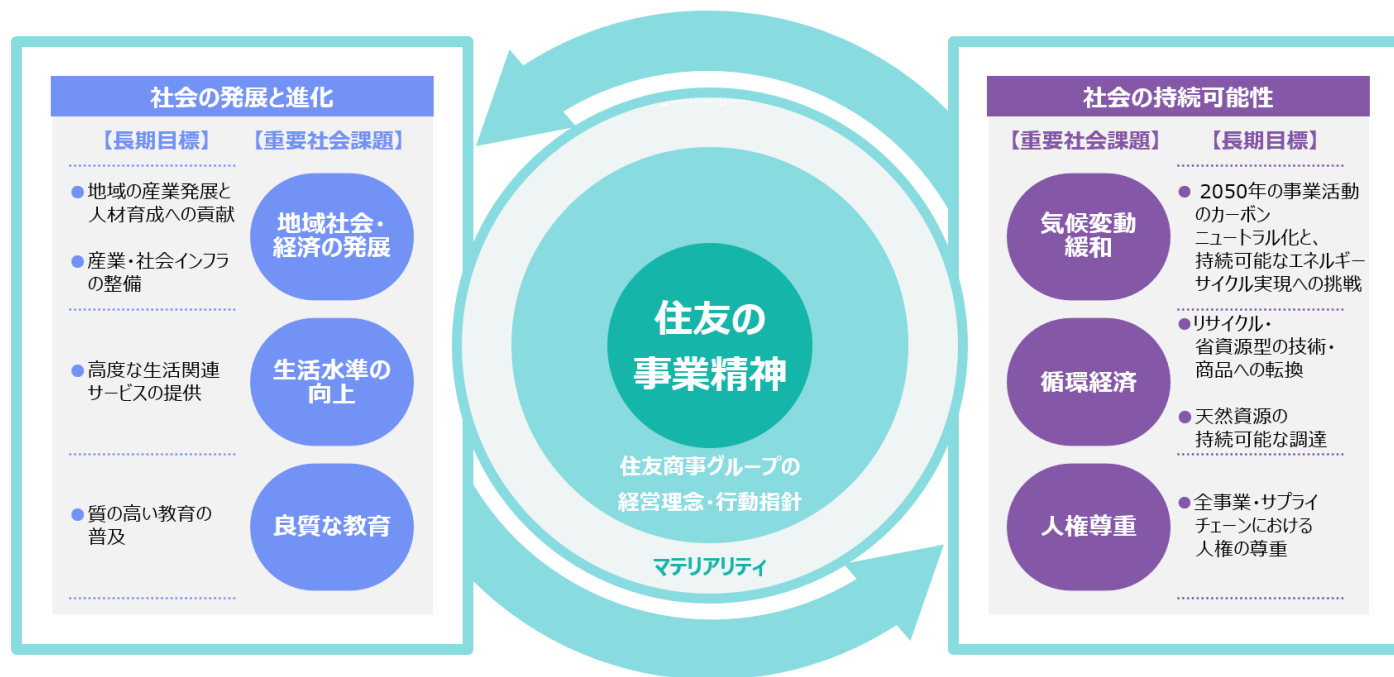 社会の発展と進化
【長期目標】
【重要社会課題】
●地域の産業発展と
人材育成への貢献
●産業・社会インフラ
の整備
地域社会・
経済の発展
●高度な生活関連
サービスの提供
生活水準の
向上
●質の高い教育の
普及
良質な教育
住友の
事業精神
住友商事グループの
経営理念・行動指針
マテリアリティ
社会の持続可能性
【重要社会課題】
【長期目標】
気候変動
緩和
● 2050年の事業活動
のカーボン
ニュートラル化と、
持続可能なエネルギー
サイクル実現への挑戦
循環経済
●リサイクル・
省資源型の技術・
商品への転換
●天然資源の
持続可能な調達
人権尊重
●全事業・サプライ
チェーンにおける
人権の尊重